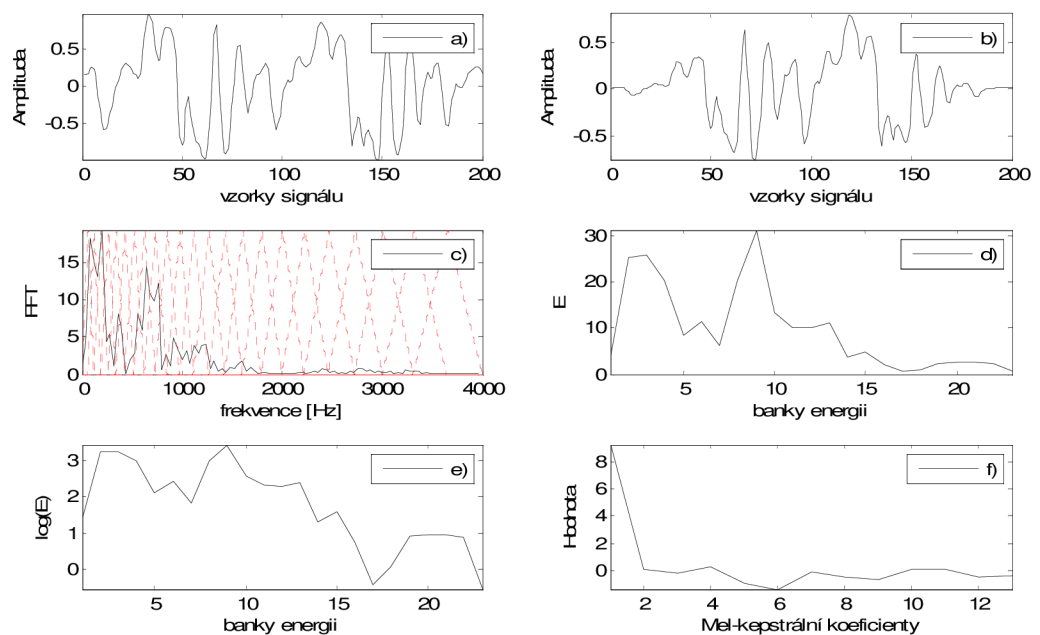 a)
Amplituda
0.5
0
-0.5
0 50 100 150 200
vzorky signálu
b)
Amplituda
0.5
0
-0.5
0 50 100 150 200
vzorky signálu
c)
FFT
15
10
5
0
0 1000 2000 3000 4000
frekvence [Hz]
d)
E
30
20
10
0
5 10 15 20
banky energii
e)
log(E)
3
2
1
0
5 10 15 20
banky energii
f)
Hodnota
8
6
4
2
0
2 4 6 8 10 12
Mel-kepstrální koeficienty